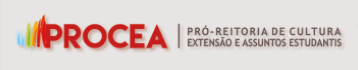 PROCEA
PRÓ-REITORIA DE CULTURA
EXTENSÃO E ASSUNTOS ESTUDANTIS